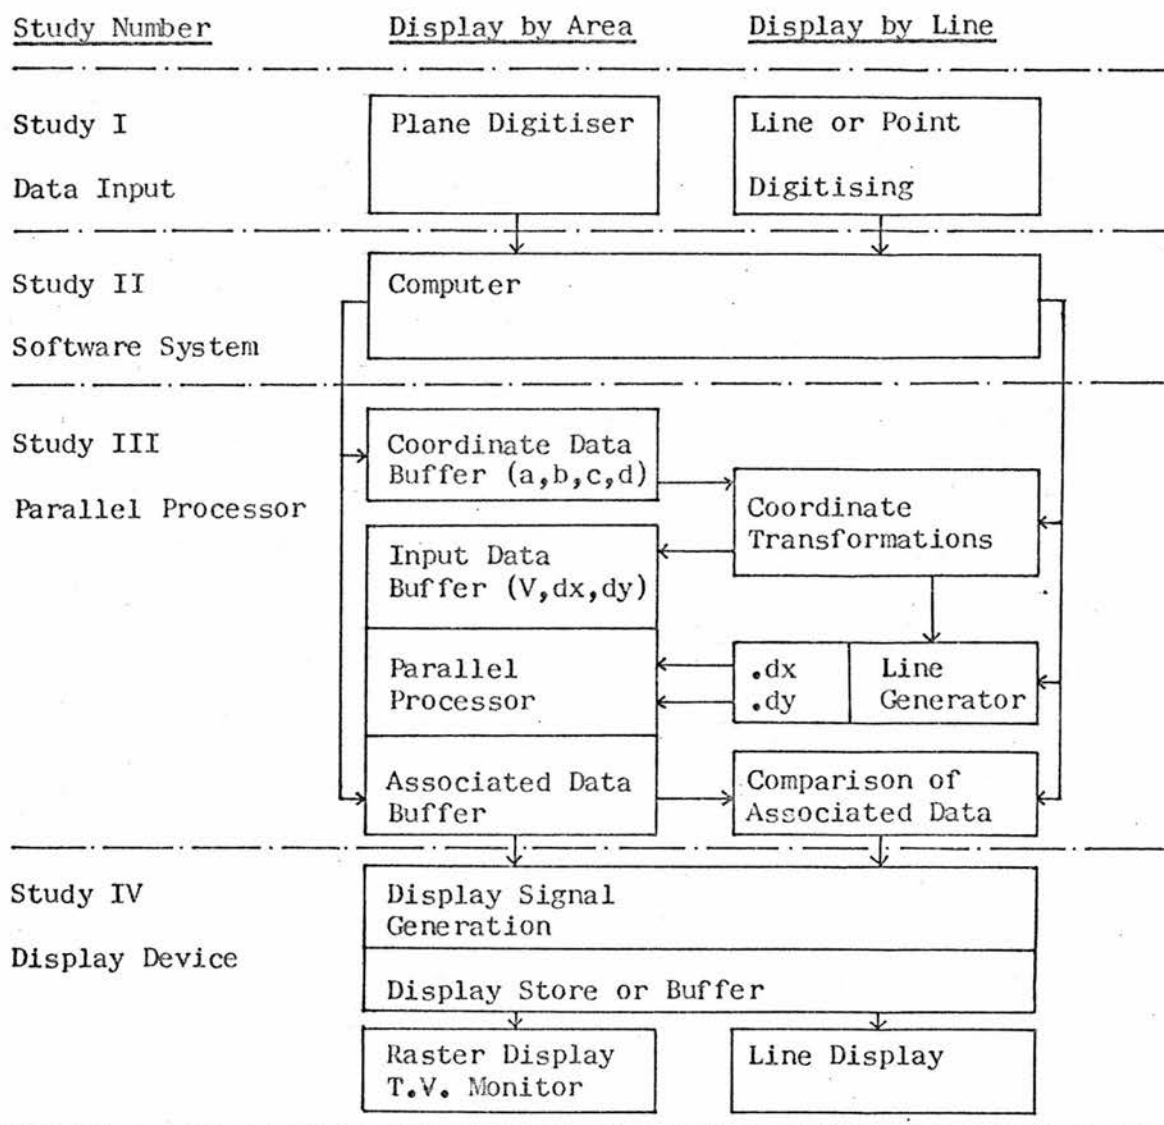 Study Number Display by Area Display by Line
Study I
Data Input
Plane Digitiser
Line or Point
Digitising
Study II
Software System
Computer
Study III
Parallel Processor
Coordinate Data
Buffer (a,b,c,d)
Coordinate
Transformations
Input Data
Buffer (V,dx,dy)
Parallel
Processor
.dx
.dy
Line
Generator
Associated Data
Buffer
Comparison of
Associated Data
Study IV
Display Device
Display Signal
Generation
Display Store or Buffer
Raster Display
T.V. Monitor
Line Display